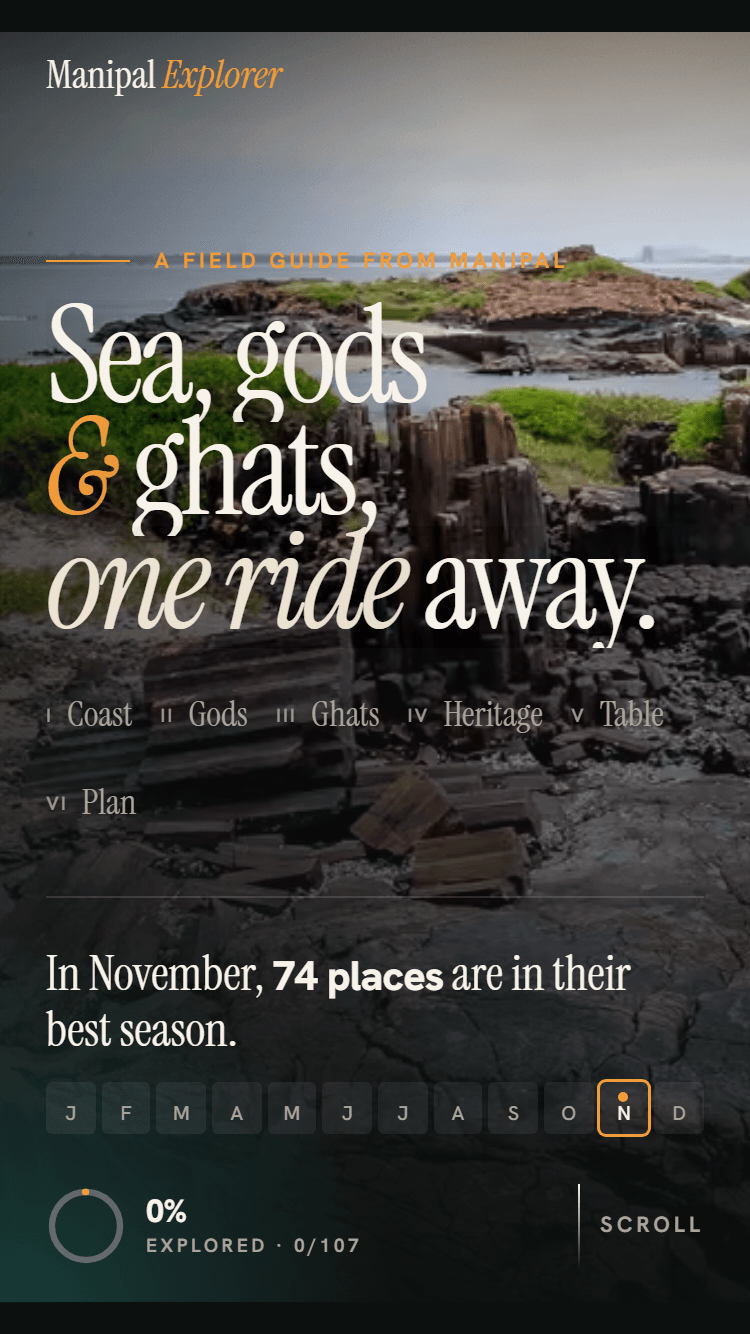 Manipal Explorer
A FIELD GUIDE FROM MANIPAL
Sea, gods
& ghats,
one ride away.
I Coast II Gods III Ghats IV Heritage V Table
VI Plan
In November, 74 places are in their
best season.
J F M A M J J A S O N D
0%
EXPLORED · 0/107
SCROLL